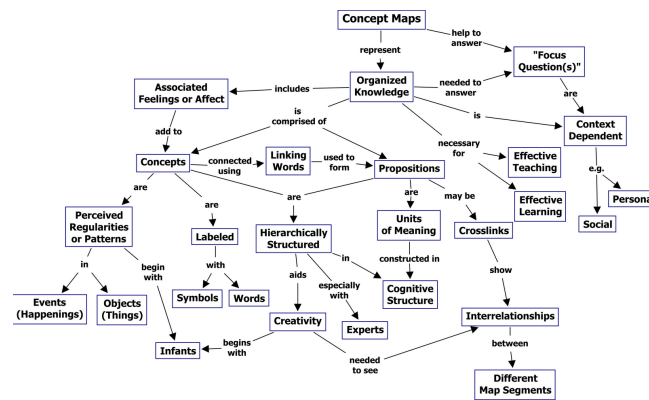 Concept Maps
help to
answer
represent
"Focus
Question(s)"
Associated
Feelings or Affect
includes
Organized
Knowledge
needed to
answer
are
is
comprised of
is
Context
Dependent
add to
necessary
for
Concepts
connected
using
Linking
Words
used to
form
Propositions
Effective
Teaching
e.g.
are
are
are
are
may be
Effective
Learning
Persona
Social
Perceived
Regularities
or Patterns
Labeled
Hierarchically
Structured
Units
of Meaning
Crosslinks
in
begin
with
with
aids
especially
with
in
constructed in
show
Events
(Happenings)
Objects
(Things)
Symbols
Words
Cognitive
Structure
Creativity
Experts
Interrelationships
Infants
begins
with
needed
to see
between
Different
Map Segments